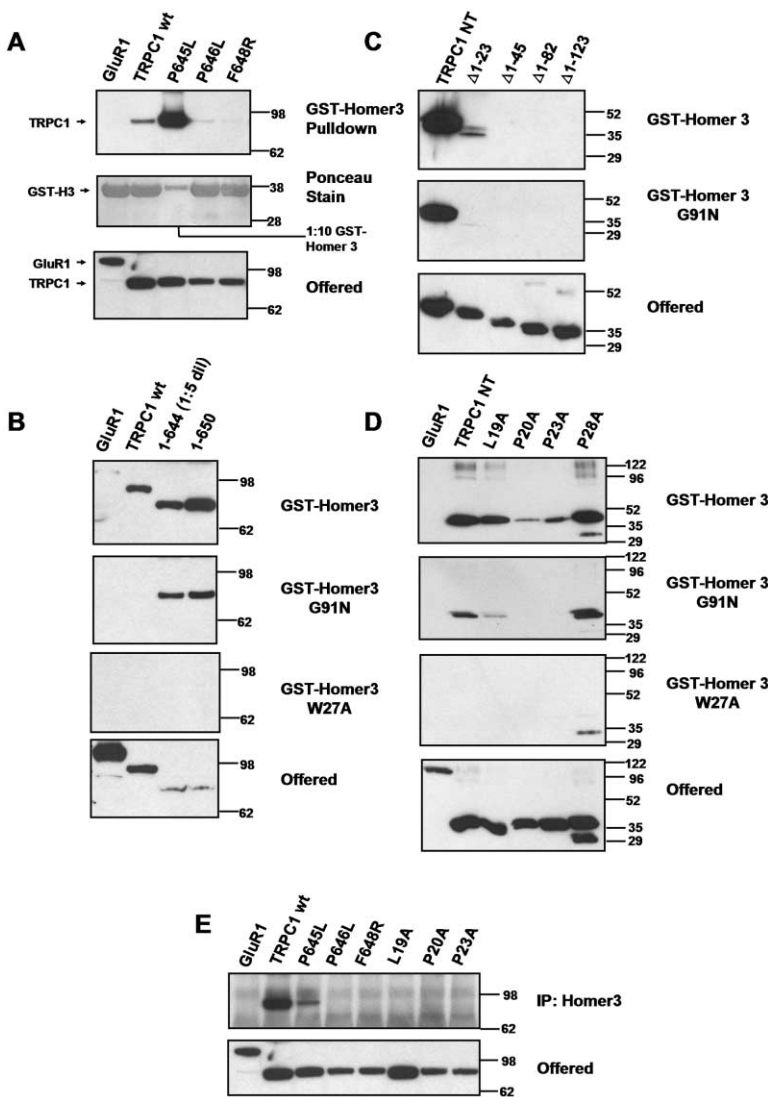 A
GluR1
TRPC1 wt
P645L
P646L
F648R
TRPC1
98
62
GST-Homer3
Pulldown
GST-H3
38
28
Ponceau
Stain
1:10 GST-
Homer 3
GluR1
TRPC1
98
62
Offered
C
TRPC1 NT
Δ1-23
Δ1-45
Δ1-82
Δ1-123
52
35
29
GST-Homer 3
52
35
29
GST-Homer 3
G91N
52
35
29
Offered
B
GluR1
TRPC1 wt
1-644 (1:5 dil)
1-650
98
62
GST-Homer3
98
62
GST-Homer3
G91N
98
62
GST-Homer3
W27A
98
62
Offered
D
GluR1
TRPC1 NT
L19A
P20A
P23A
P28A
122
96
52
35
29
GST-Homer 3
122
96
52
35
29
GST-Homer 3
G91N
122
96
52
35
29
GST-Homer 3
W27A
122
96
52
35
29
Offered
E
GluR1
TRPC1 wt
P645L
P646L
F648R
L19A
P20A
P23A
98
62
IP: Homer3
98
62
Offered